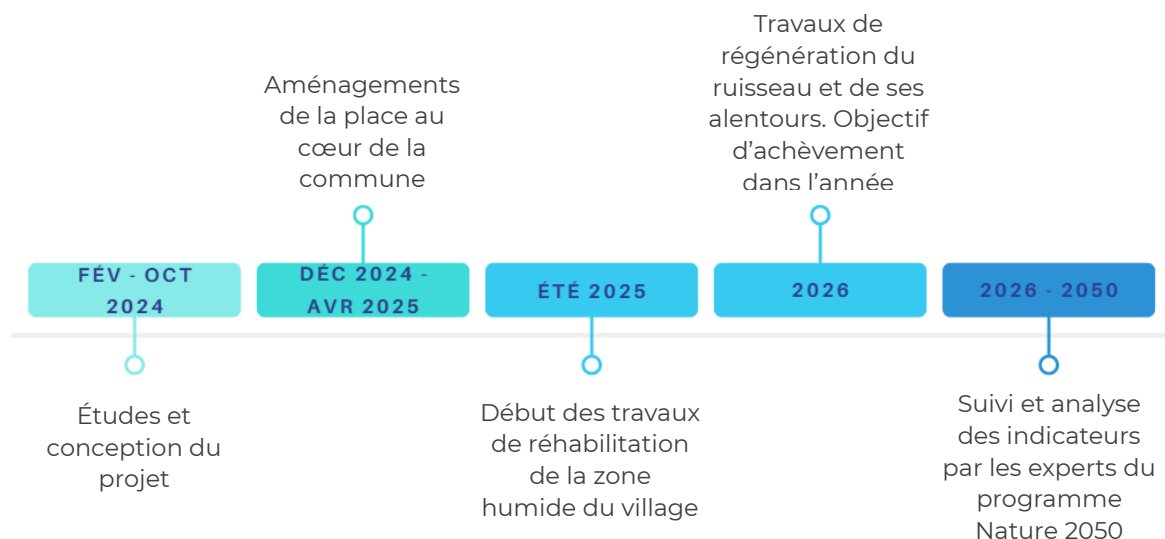 Travaux de
régénération du
ruisseau et de ses
alentours. Objectif
d'achèvement
dans l'année
Aménagements
de la place au
cœur de la
commune
FÉV - OCT
2024
DÉC 2024 -
AVR 2025
ÉTÉ 2025
2026
2026 - 2050
Études et
conception du
projet
Début des travaux
de réhabilitation
de la zone
humide du village
Suivi et analyse
des indicateurs
par les experts du
programme
Nature 2050